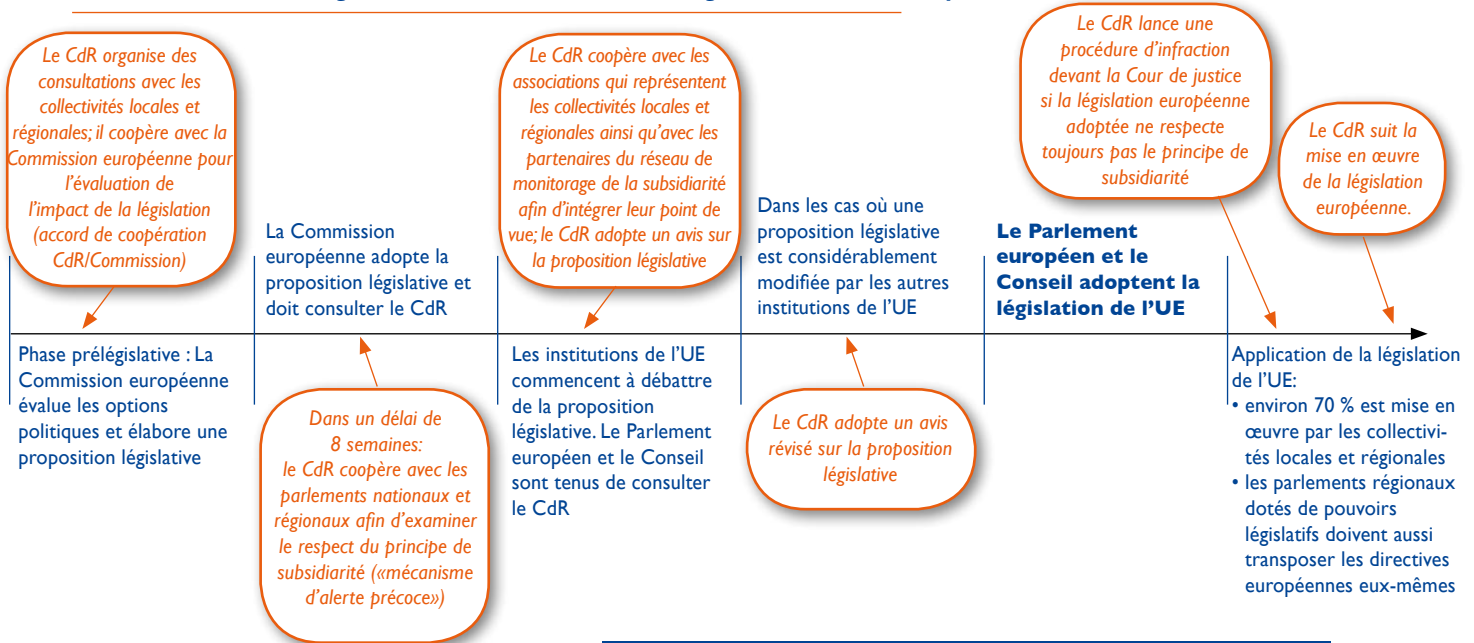 Le CdR organise des
consultations avec les
collectivités locales et
régionales; il coopère avec la
Commission européenne pour
l'évaluation de
l'impact de la législation
(accord de coopération
CdR/Commission)
Phase prélégislative : La
Commission européenne
évalue les options
politiques et élabore une
proposition législative
La Commission
européenne adopte la
proposition législative et
doit consulter le CdR
Dans un délai de
8 semaines:
le CdR coopère avec les
parlements nationaux et
régionaux afin d'examiner
le respect du principe de
subsidiarité («mécanisme
d'alerte précoce»)
Le CdR coopère avec les
associations qui représentent
les collectivités locales et
régionales ainsi qu'avec les
partenaires du réseau de
monitorage de la subsidiarité
afin d'intégrer leur point de
vue; le CdR adopte un avis sur
la proposition législative
Les institutions de l'UE
commencent à débattre
de la proposition
législative. Le Parlement
européen et le Conseil
sont tenus de consulter
le CdR
Dans les cas où une
proposition législative
est considérablement
modifiée par les autres
institutions de l'UE
Le CdR adopte un avis
révisé sur la proposition
législative
Le Parlement
européen et le
Conseil adoptent la
législation de l'UE
Le CdR lance une
procédure d'infraction
devant la Cour de justice
si la législation européenne
adoptée ne respecte
toujours pas le principe de
subsidiarité
Le CdR suit la
mise en œuvre
de la législation
européenne.
Application de la législation
de l'UE:
• environ 70 % est mise en
œuvre par les collectivi-
tés locales et régionales
• les parlements régionaux
dotés de pouvoirs
législatifs doivent aussi
transposer les directives
européennes eux-mêmes